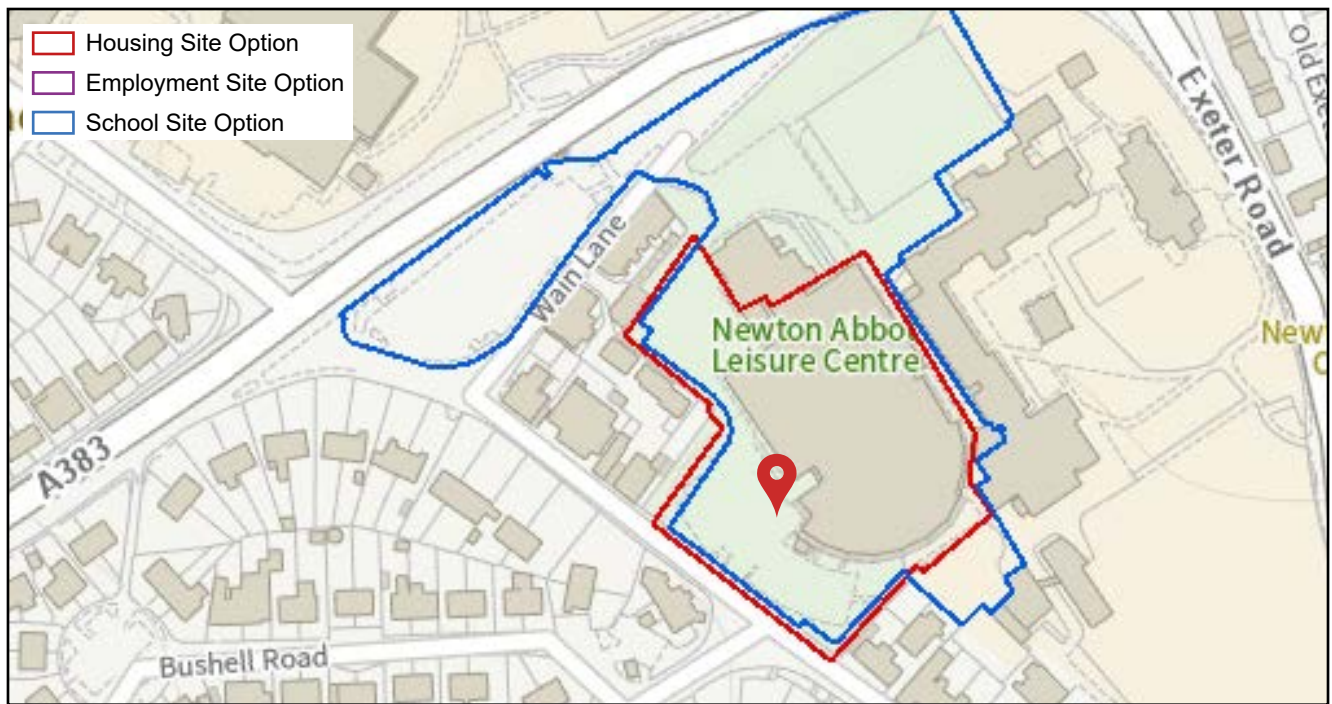 Housing Site Option
Employment Site Option
School Site Option
Exeter Road
Wain Lane
Newton Abbot
Leisure Centre
A383
Bushell Road